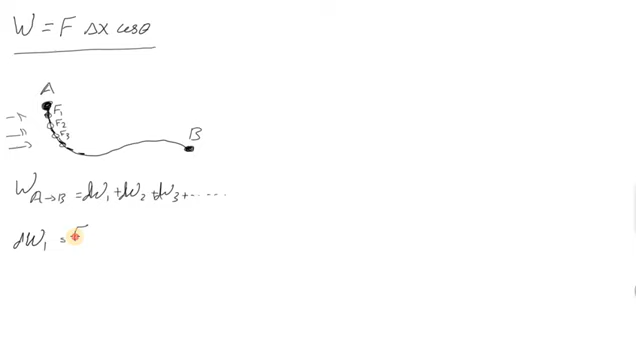 W = F Δx cosθ
A
F₁
F₂
F₃
B
W A→B = dW₁ + dW₂ + dW₃ + ........
dW₁ = F